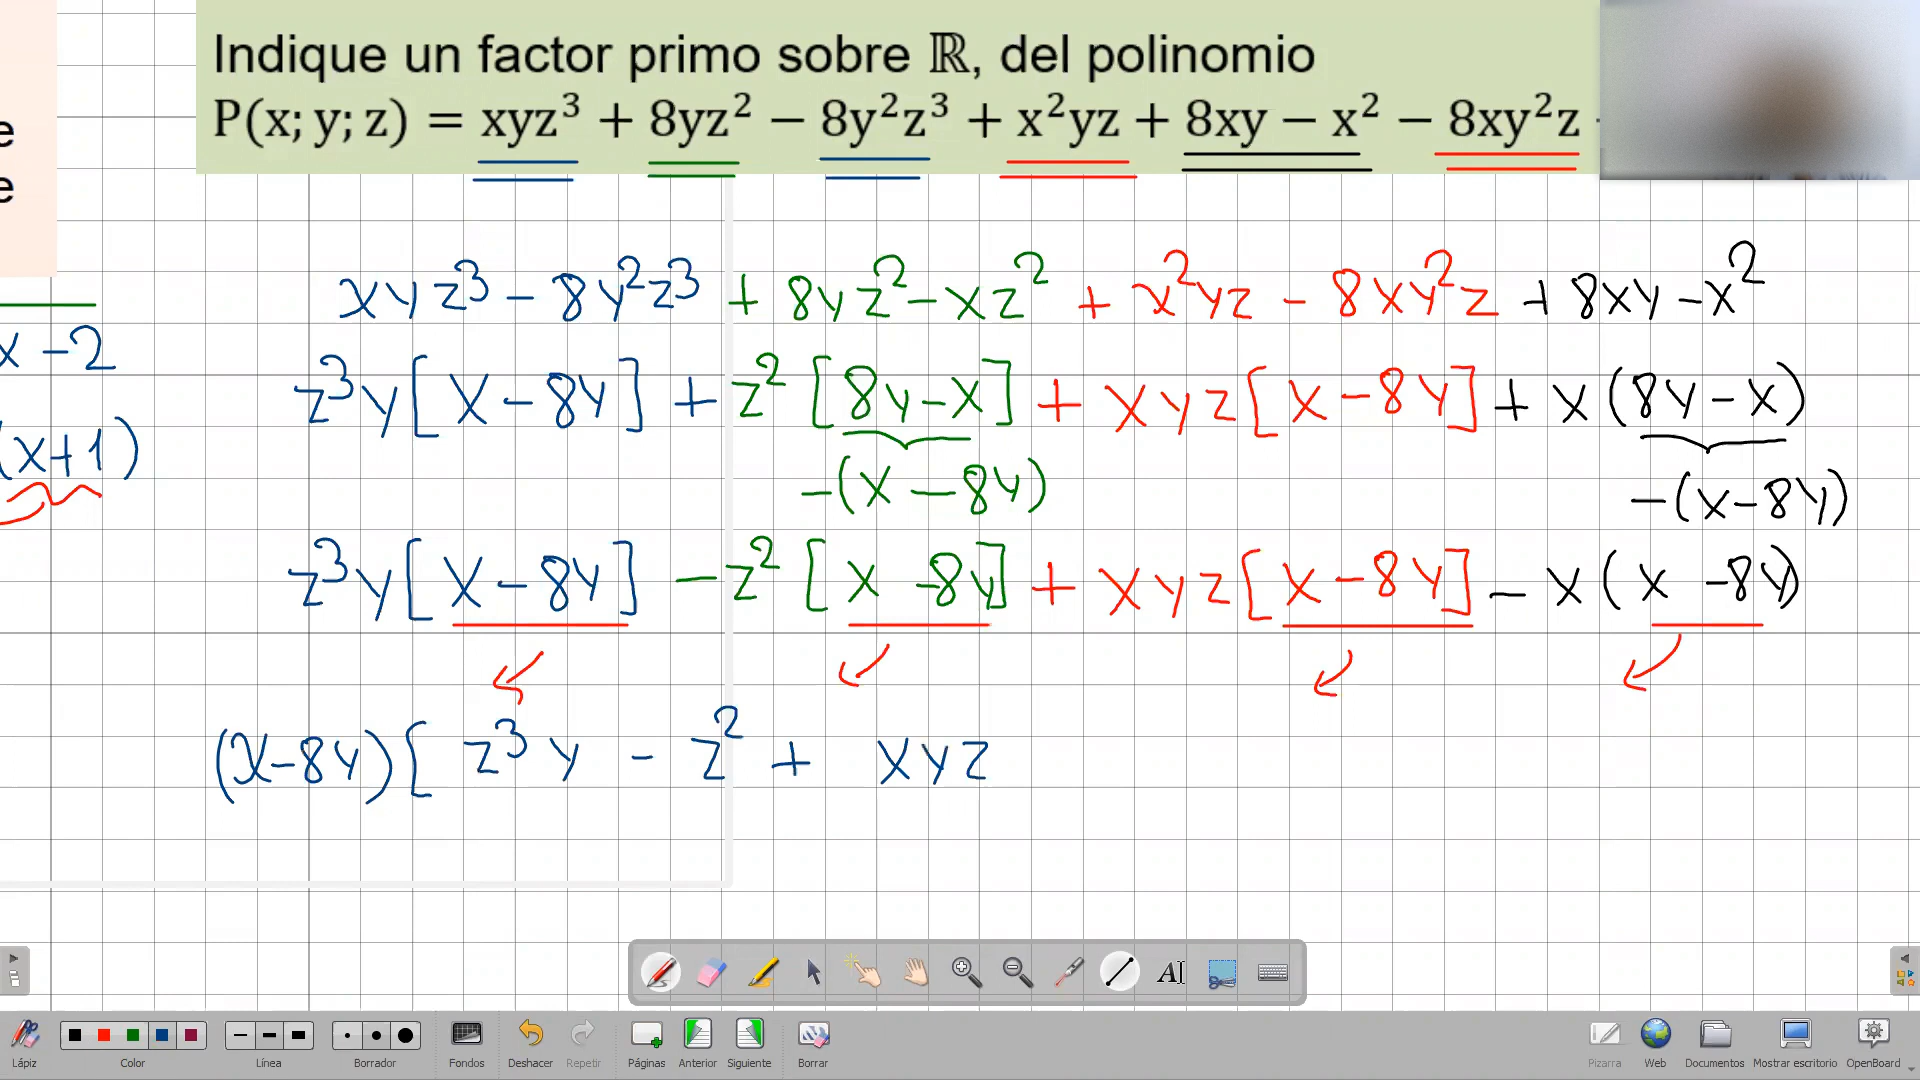 Indique un factor primo sobre ℝ, del polinomio
P(x; y; z) = xyz³ + 8yz² − 8y²z³ + x²yz + 8xy − x² − 8xy²z
e
e
x − 2
(x+1)
xyz³ − 8y²z³ + 8yz² − xz² + x²yz − 8xy²z + 8xy − x²
z³y[x − 8y] + z² [8y − x] + xyz[x − 8y] + x (8y − x)
−(x − 8y) −(x − 8y)
z³y[x − 8y] − z² [x − 8y] + xyz[x − 8y] − x (x − 8y)
(x−8y)[ z³y − z² + xyz
AI
Lápiz Color Línea Borrador Fondos Deshacer Repetir Páginas Anterior Siguiente Borrar Pizarra Web Documentos Mostrar escritorio OpenBoard